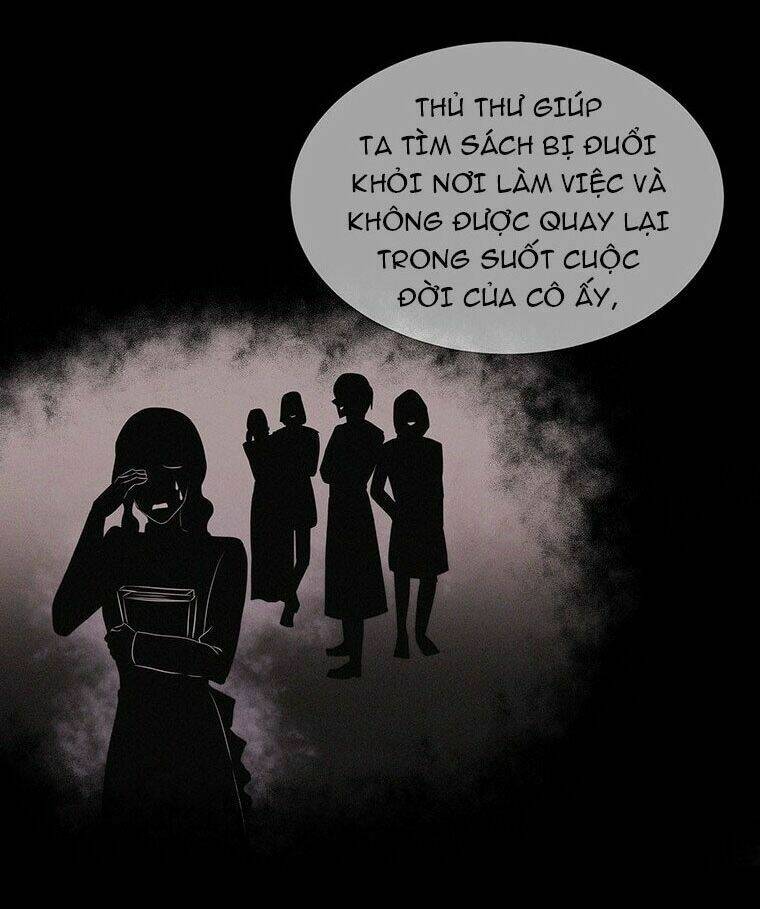 THỦ THƯ GIÚP
TA TÌM SÁCH BỊ ĐUỔI
KHỎI NƠI LÀM VIỆC VÀ
KHÔNG ĐƯỢC QUAY LẠI
TRONG SUỐT CUỘC
ĐỜI CỦA CÔ ẤY,